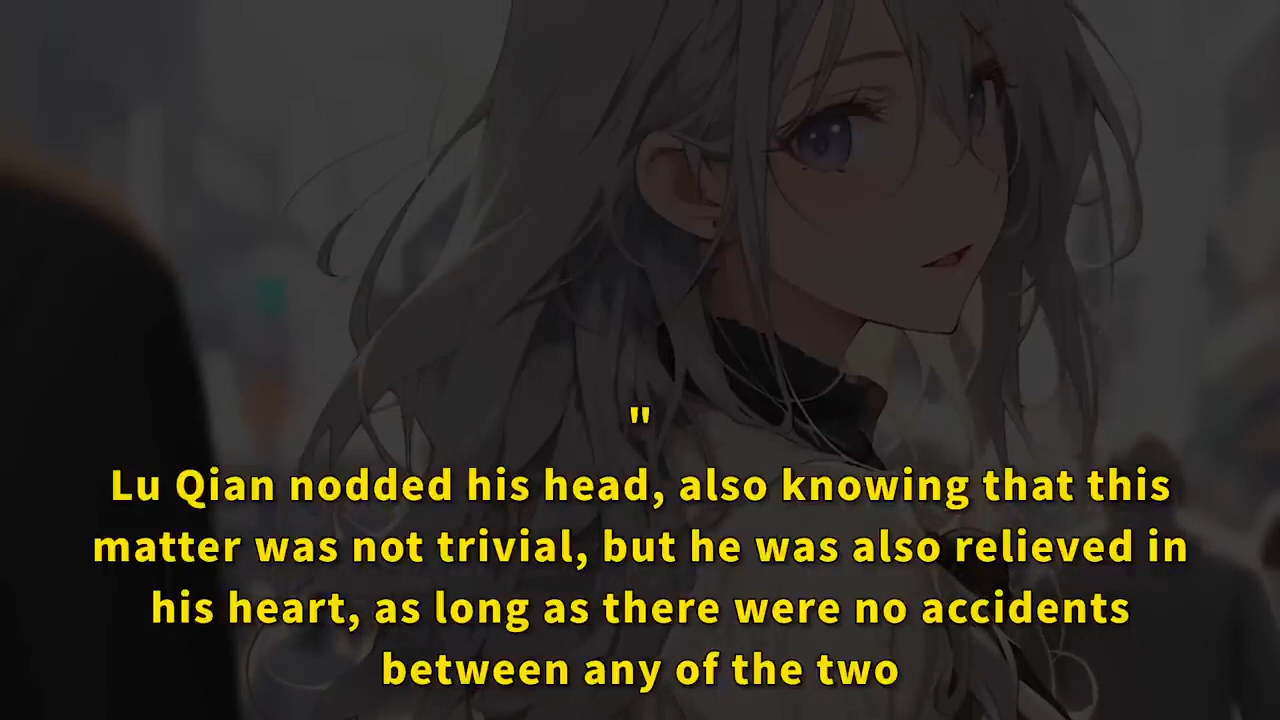 "
Lu Qian nodded his head, also knowing that this
matter was not trivial, but he was also relieved in
his heart, as long as there were no accidents
between any of the two